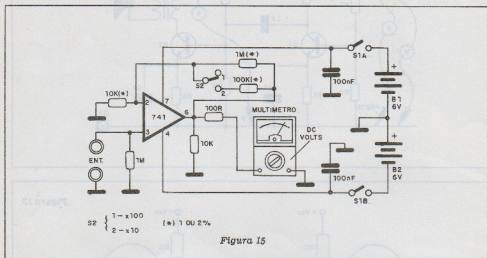 1M(*)
S2
1
2
100K(*)
S1A
100nF
+
B1
6V
10K(*)
2
7
741
3
4
6
100R
MULTIMETRO
DC
VOLTS
ENT.
1M
10K
100nF
+
B2
6V
S1B
S2 { 1 - x100
2 - x10
(*) 1 OU 2%
Figura 15